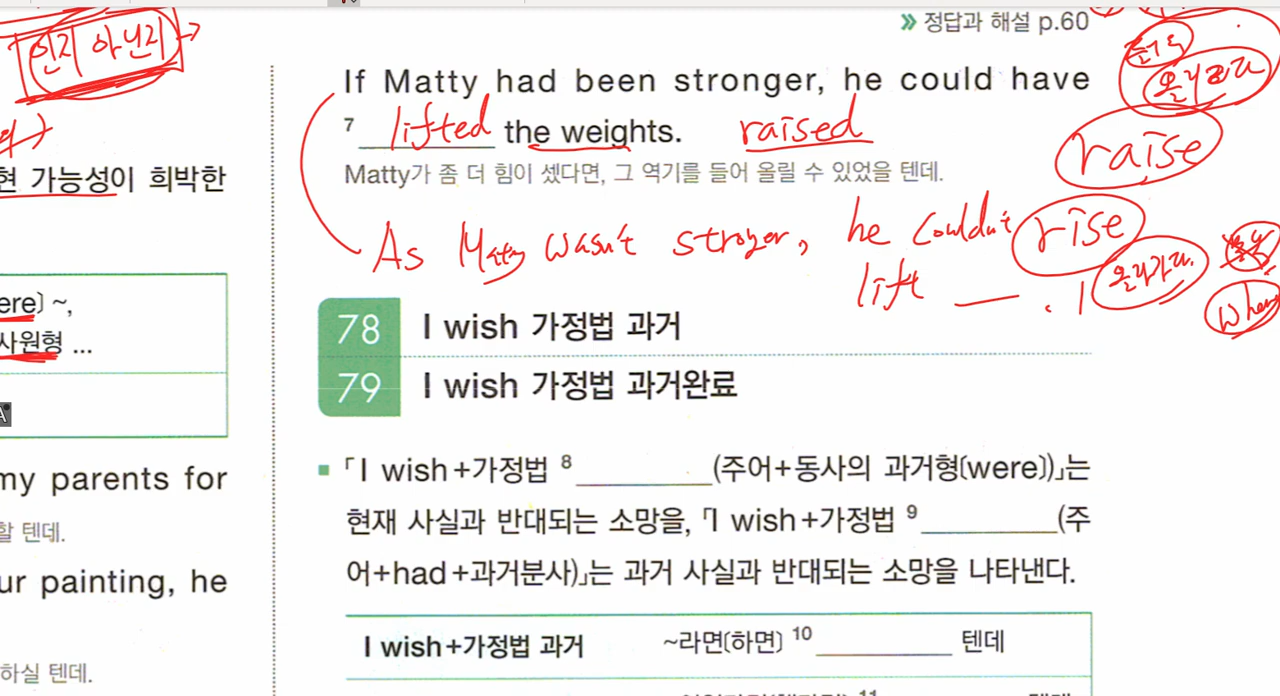 인지 아닌지
현 가능성이 희박한
ere) ~,
사원형 ...
my parents for
할 텐데.
ur painting, he
하실 텐데.
» 정답과 해설 p.60
If Matty had been stronger, he could have
7 lifted the weights. raised
Matty가 좀 더 힘이 셌다면, 그 역기를 들어 올릴 수 있었을 텐데.
As Matty wasn't stronger, he couldn't
lift ___ .
올리다
raise
rise
올라가다.
78 I wish 가정법 과거
79 I wish 가정법 과거완료
▪ 「I wish+가정법 8 ________(주어+동사의 과거형(were))」는
현재 사실과 반대되는 소망을, 「I wish+가정법 9 ________(주
어+had+과거분사)」는 과거 사실과 반대되는 소망을 나타낸다.
I wish+가정법 과거 ~라면(하면) 10 ________ 텐데